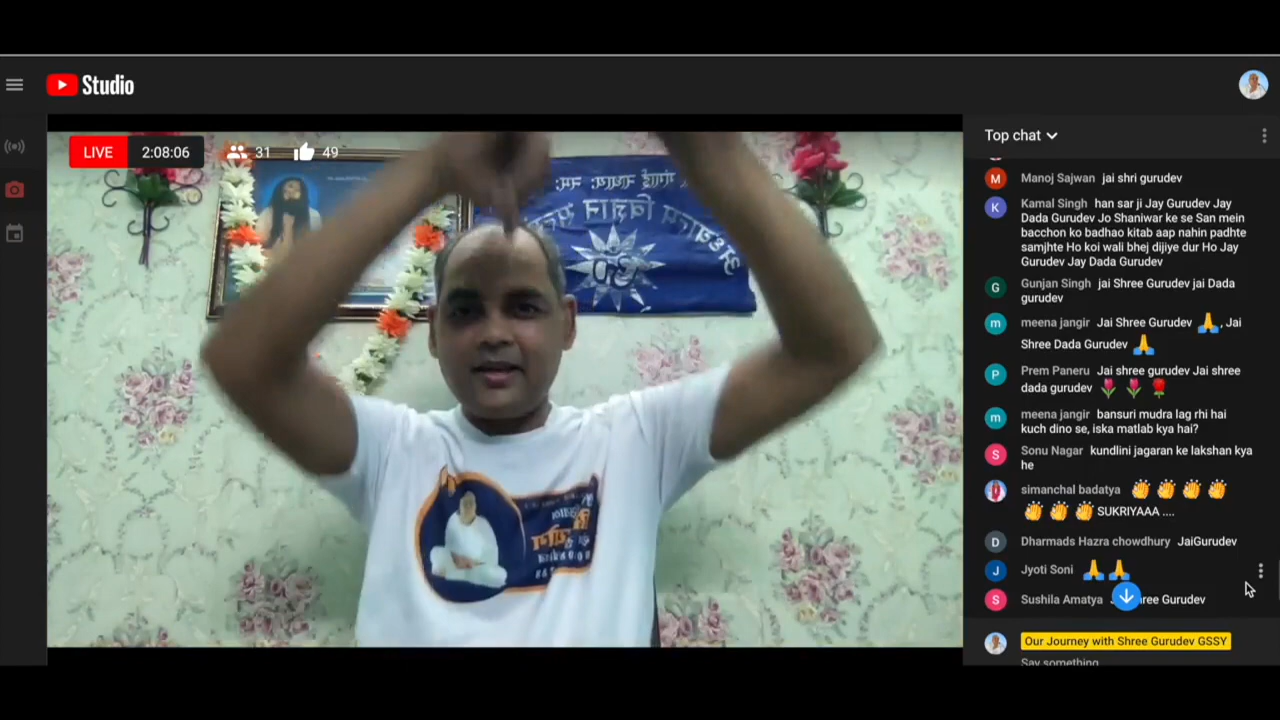 Studio
LIVE 2:08:06 31 49
Top chat
Manoj Sajwan jai shri gurudev
Kamal Singh han sar ji Jay Gurudev Jay
Dada Gurudev Jo Shaniwar ke se San mein
bacchon ko badhao kitab aap nahin padhte
samjhte Ho koi wali bhej dijiye dur Ho Jay
Gurudev Jay Dada Gurudev
Gunjan Singh jai Shree Gurudev jai Dada
gurudev
meena jangir Jai Shree Gurudev 🙏, Jai
Shree Dada Gurudev 🙏
Prem Paneru Jai shree gurudev Jai shree
dada gurudev 🌷 🌷 🌹
meena jangir bansuri mudra lag rhi hai
kuch dino se, iska matlab kya hai?
Sonu Nagar kundlini jagaran ke lakshan kya
he
simanchal badatya 👏 👏 👏 👏
👏 👏 👏 SUKRIYAAA ....
Dharmads Hazra chowdhury JaiGurudev
Jyoti Soni 🙏 🙏
Sushila Amatya Gurudev
Our Journey with Shree Gurudev GSSY
Say something